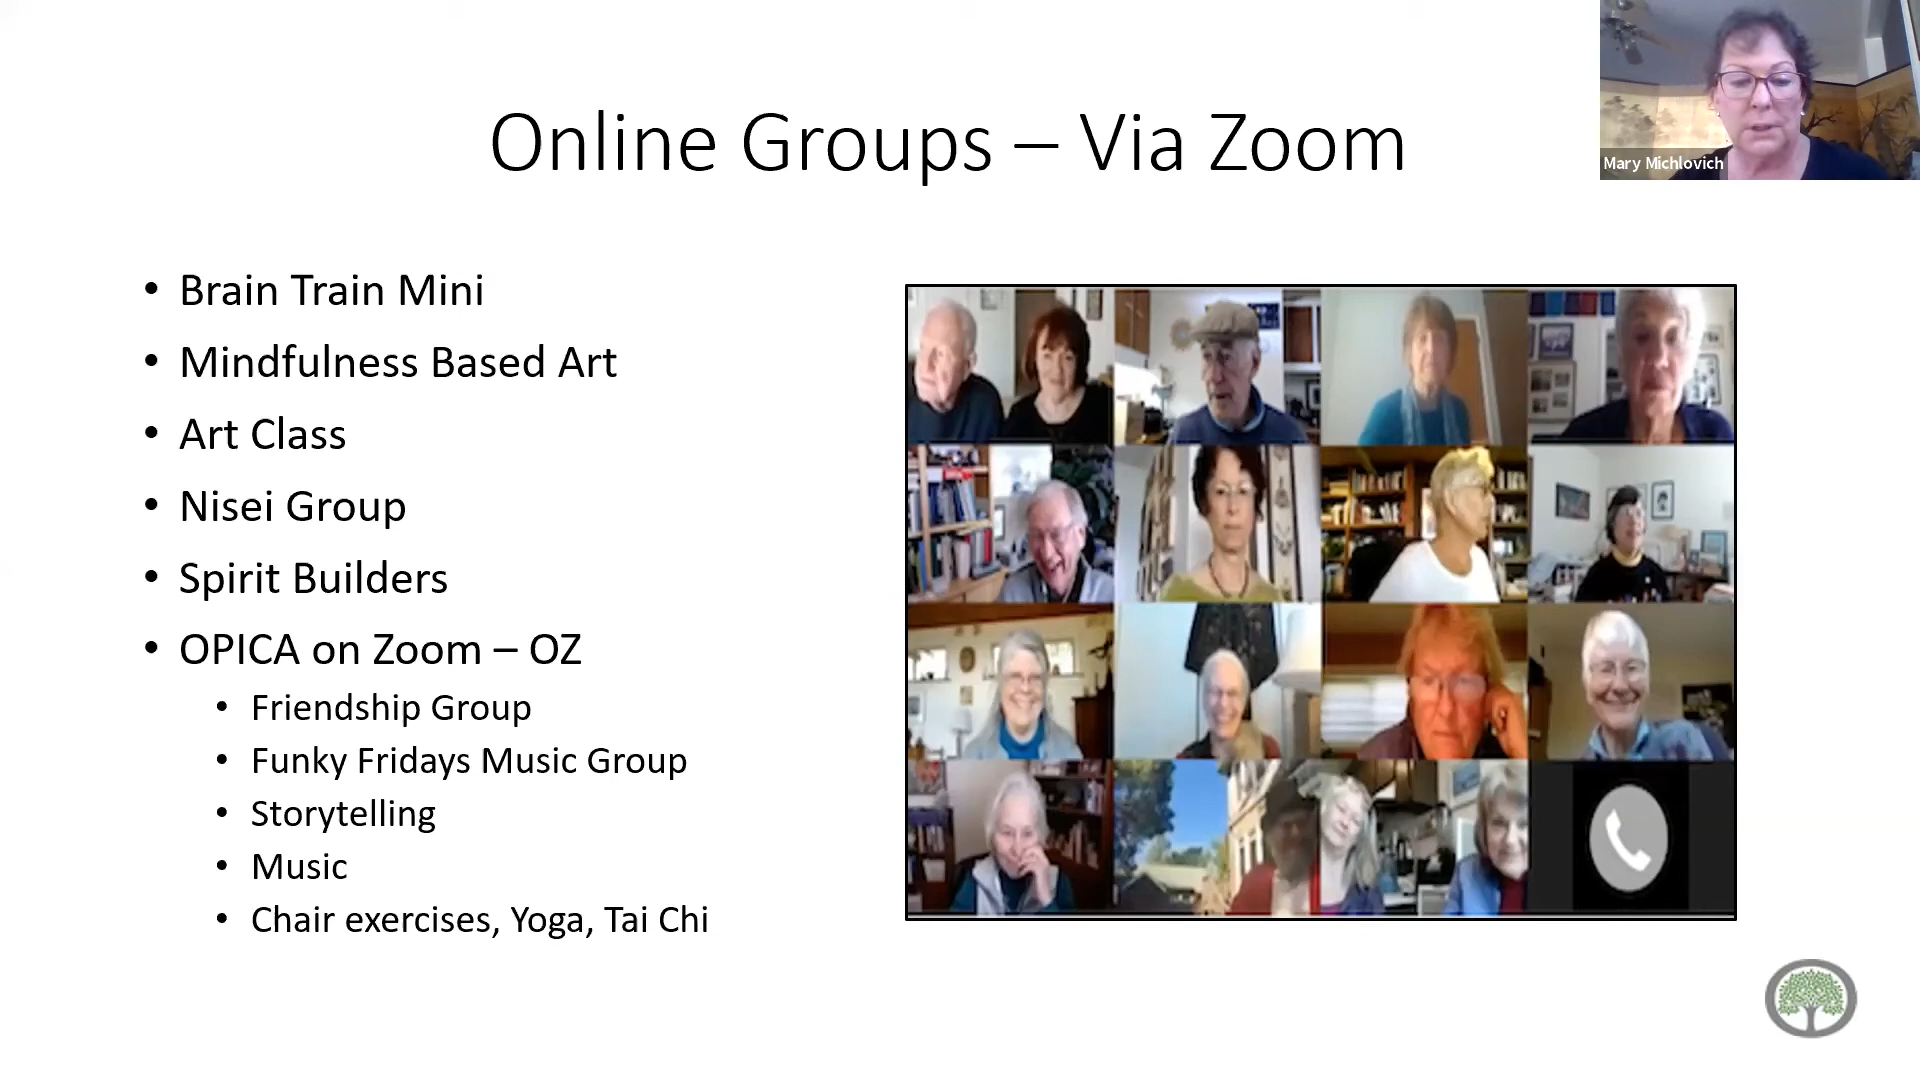 Online Groups – Via Zoom
Mary Michlovich
• Brain Train Mini
• Mindfulness Based Art
• Art Class
• Nisei Group
• Spirit Builders
• OPICA on Zoom – OZ
• Friendship Group
• Funky Fridays Music Group
• Storytelling
• Music
• Chair exercises, Yoga, Tai Chi